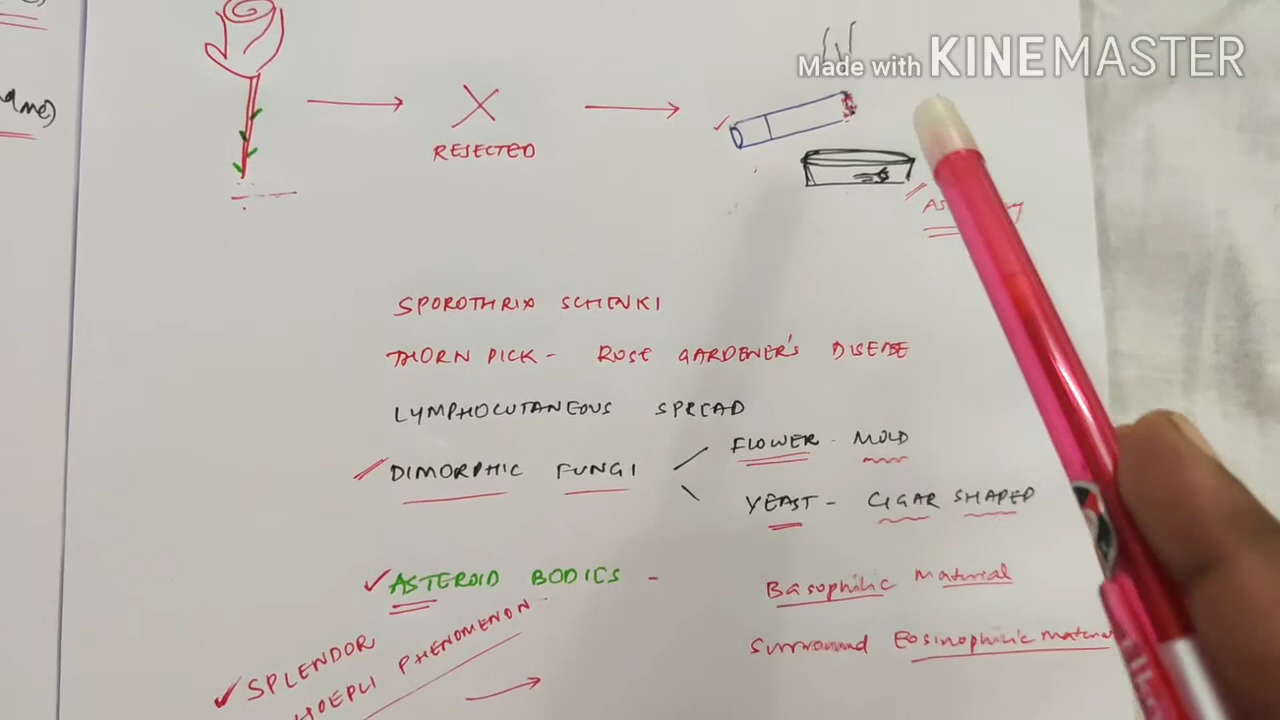 Made with KINEMASTER
ame)
REJECTED
SPOROTHRIX SCHENKI
THORN PICK - ROSE GARDENER'S DISEASE
LYMPHOCUTANEOUS SPREAD
DIMORPHIC FUNGI
FLOWER - MOLD
YEAST - CIGAR SHAPED
ASTEROID BODIES -
Basophilic Material
Surround Eosinophilic material
SPLENDOR
HOEPLI PHENOMENON